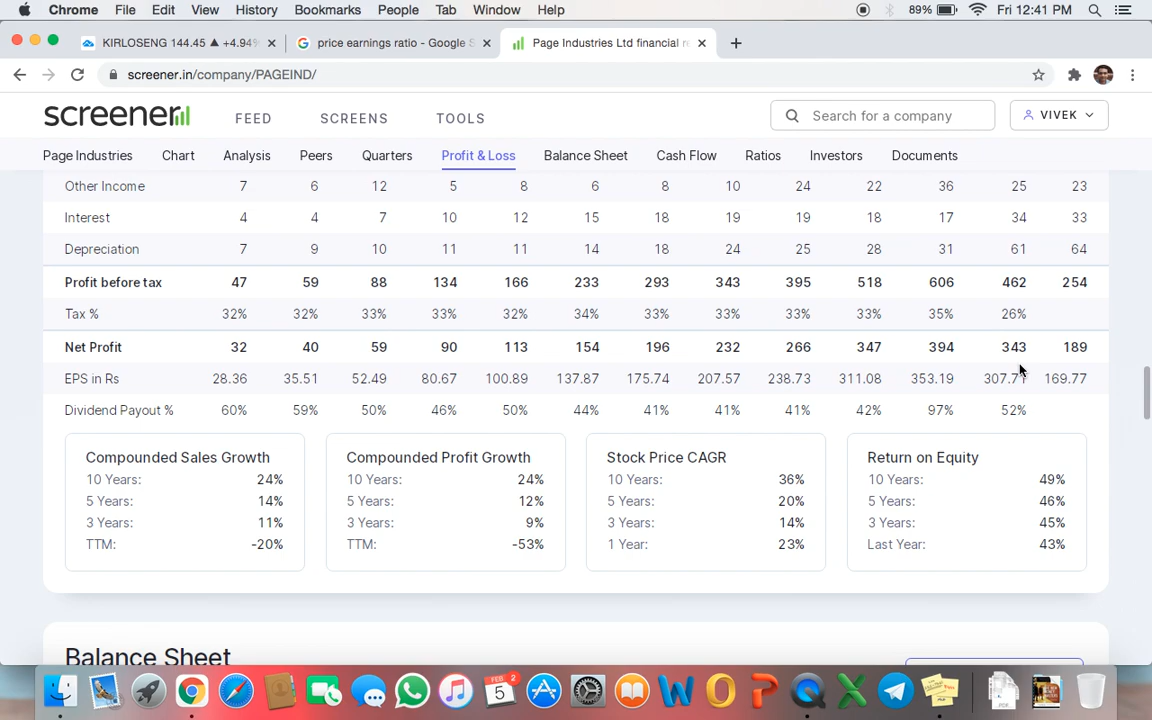 Chrome File Edit View History Bookmarks People Tab Window Help 89% Fri 12:41 PM
KIRLOSENG 144.45 ▲ +4.94% × price earnings ratio - Google S × Page Industries Ltd financial re × +
screener.in/company/PAGEIND/
screener FEED SCREENS TOOLS Search for a company VIVEK
Page Industries Chart Analysis Peers Quarters Profit & Loss Balance Sheet Cash Flow Ratios Investors Documents
Other Income 7 6 12 5 8 6 8 10 24 22 36 25 23
Interest 4 4 7 10 12 15 18 19 19 18 17 34 33
Depreciation 7 9 10 11 11 14 18 24 25 28 31 61 64
Profit before tax 47 59 88 134 166 233 293 343 395 518 606 462 254
Tax % 32% 32% 33% 33% 32% 34% 33% 33% 33% 33% 35% 26%
Net Profit 32 40 59 90 113 154 196 232 266 347 394 343 189
EPS in Rs 28.36 35.51 52.49 80.67 100.89 137.87 175.74 207.57 238.73 311.08 353.19 307.71 169.77
Dividend Payout % 60% 59% 50% 46% 50% 44% 41% 41% 41% 42% 97% 52%
Compounded Sales Growth
10 Years: 24%
5 Years: 14%
3 Years: 11%
TTM: -20%
Compounded Profit Growth
10 Years: 24%
5 Years: 12%
3 Years: 9%
TTM: -53%
Stock Price CAGR
10 Years: 36%
5 Years: 20%
3 Years: 14%
1 Year: 23%
Return on Equity
10 Years: 49%
5 Years: 46%
3 Years: 45%
Last Year: 43%
Balance Sheet
FEB 2
5